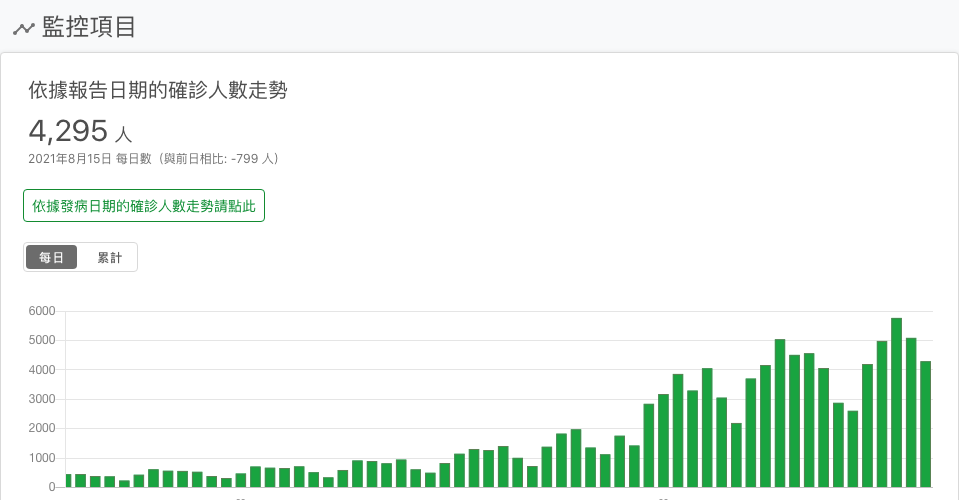 監控項目
依據報告日期的確診人數走勢
4,295 人
2021年8月15日 每日數（與前日相比: -799 人）
依據發病日期的確診人數走勢請點此
每日 累計
6000
5000
4000
3000
2000
1000
0